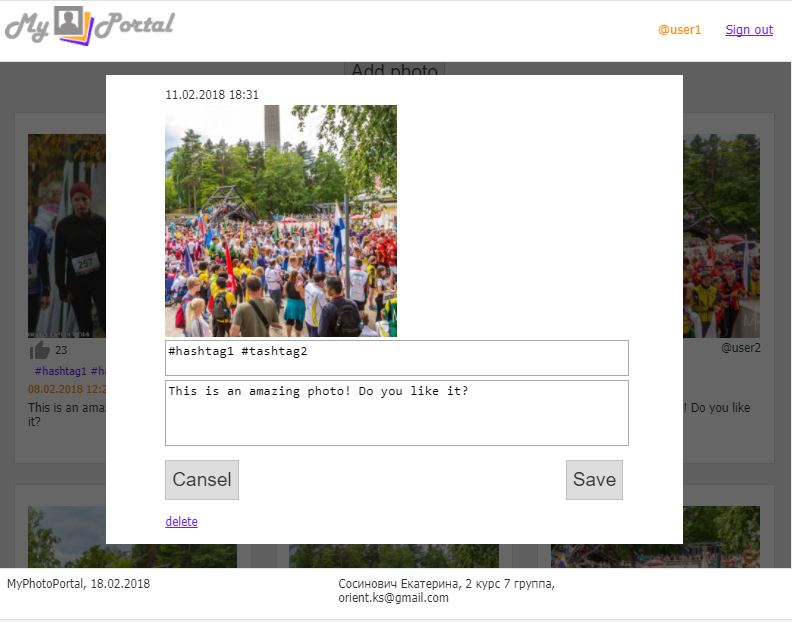 My Portal
@user1
Sign out
Add photo
11.02.2018 18:31
257
#hashtag1 #tashtag2
23
@user2
#hashtag1 #ha
08.02.2018 12:2
This is an ama
it?
This is an amazing photo! Do you like it?
! Do you like
Cansel
Save
delete
MyPhotoPortal, 18.02.2018
Сосинович Екатерина, 2 курс 7 группа,
orient.ks@gmail.com